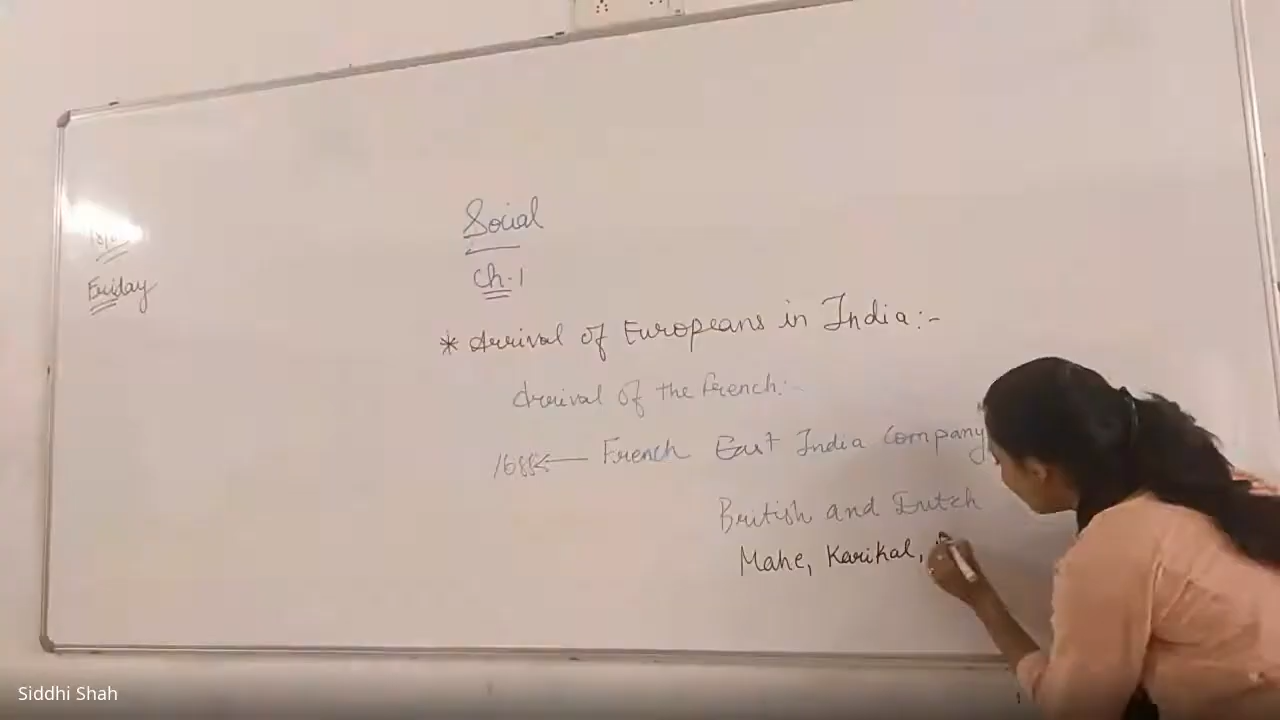 Social
Friday
Ch.1
* Arrival of Europeans in India:-
Arrival of the French:-
French East India Company
British and Dutch
Mahe, Karikal,
Siddhi Shah